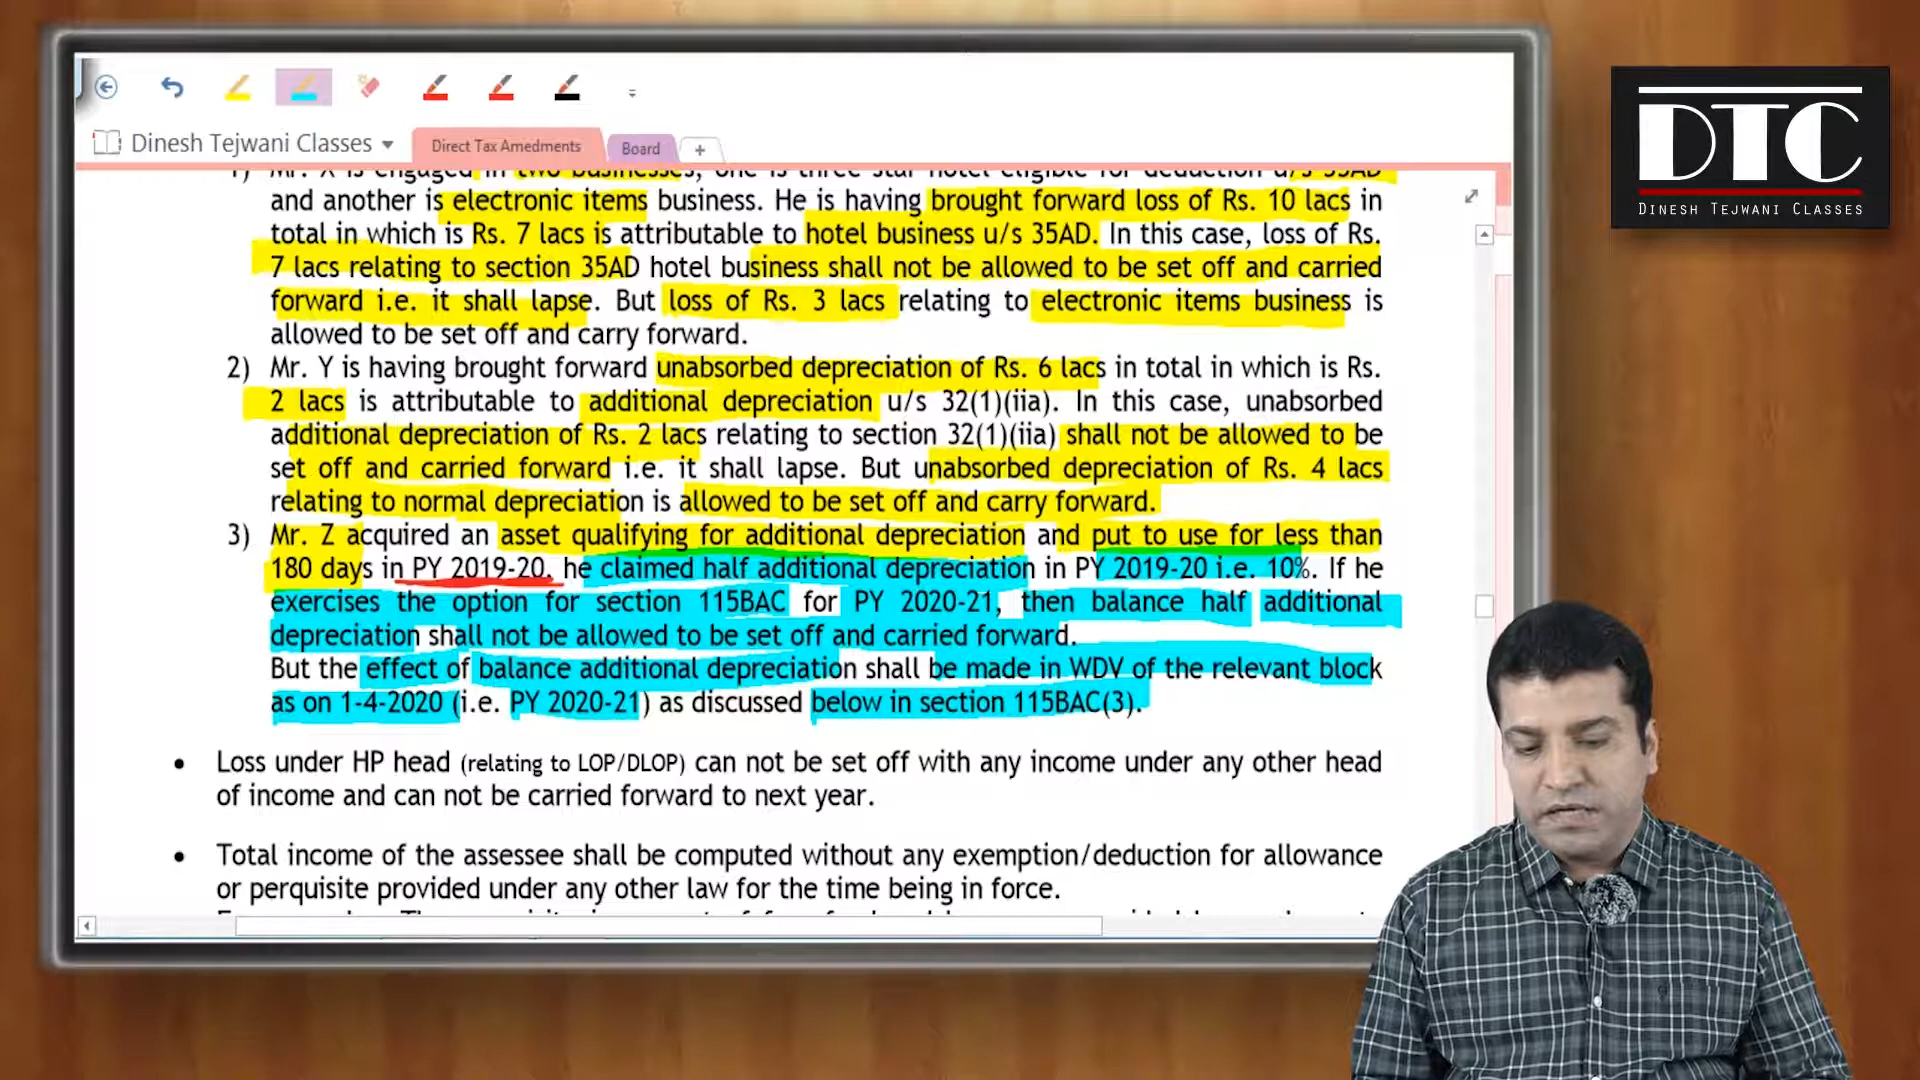 Dinesh Tejwani Classes
Direct Tax Amedments
Board
1) Mr. X is engaged in two businesses, one is three star hotel eligible for deduction u/s 35AD
and another is electronic items business. He is having brought forward loss of Rs. 10 lacs in
total in which is Rs. 7 lacs is attributable to hotel business u/s 35AD. In this case, loss of Rs.
7 lacs relating to section 35AD hotel business shall not be allowed to be set off and carried
forward i.e. it shall lapse. But loss of Rs. 3 lacs relating to electronic items business is
allowed to be set off and carry forward.
2) Mr. Y is having brought forward unabsorbed depreciation of Rs. 6 lacs in total in which is Rs.
2 lacs is attributable to additional depreciation u/s 32(1)(iia). In this case, unabsorbed
additional depreciation of Rs. 2 lacs relating to section 32(1)(iia) shall not be allowed to be
set off and carried forward i.e. it shall lapse. But unabsorbed depreciation of Rs. 4 lacs
relating to normal depreciation is allowed to be set off and carry forward.
3) Mr. Z acquired an asset qualifying for additional depreciation and put to use for less than
180 days in PY 2019-20. he claimed half additional depreciation in PY 2019-20 i.e. 10%. If he
exercises the option for section 115BAC for PY 2020-21, then balance half additional
depreciation shall not be allowed to be set off and carried forward.
But the effect of balance additional depreciation shall be made in WDV of the relevant block
as on 1-4-2020 (i.e. PY 2020-21) as discussed below in section 115BAC(3).
• Loss under HP head (relating to LOP/DLOP) can not be set off with any income under any other head
of income and can not be carried forward to next year.
• Total income of the assessee shall be computed without any exemption/deduction for allowance
or perquisite provided under any other law for the time being in force.
DTC
DINESH TEJWANI CLASSES